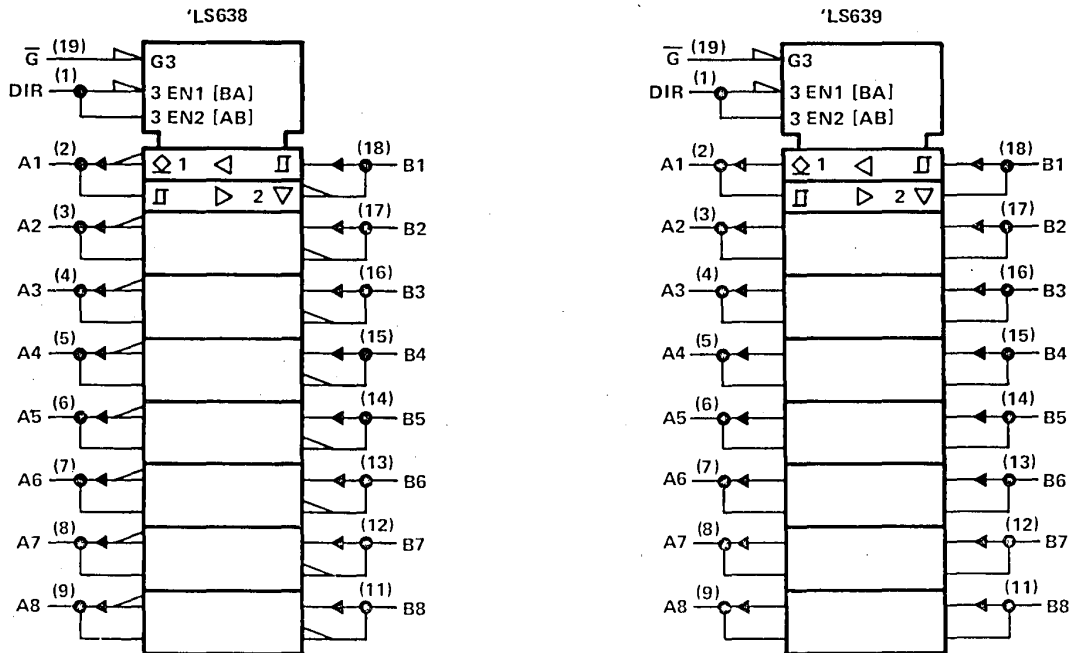 'LS638
G̅ (19) G3
DIR (1) 3 EN1 [BA]
3 EN2 [AB]
A1 (2) 1 (18) B1
2
A2 (3) (17) B2
A3 (4) (16) B3
A4 (5) (15) B4
A5 (6) (14) B5
A6 (7) (13) B6
A7 (8) (12) B7
A8 (9) (11) B8
'LS639
G̅ (19) G3
DIR (1) 3 EN1 [BA]
3 EN2 [AB]
A1 (2) 1 (18) B1
2
A2 (3) (17) B2
A3 (4) (16) B3
A4 (5) (15) B4
A5 (6) (14) B5
A6 (7) (13) B6
A7 (8) (12) B7
A8 (9) (11) B8